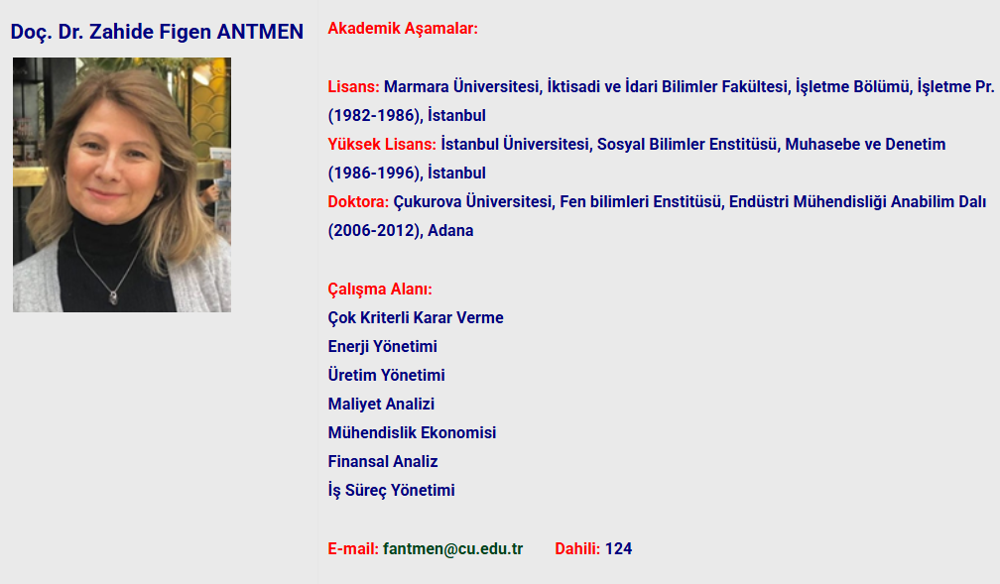 Doç. Dr. Zahide Figen ANTMEN
Akademik Aşamalar:
Lisans: Marmara Üniversitesi, İktisadi ve İdari Bilimler Fakültesi, İşletme Bölümü, İşletme Pr.
(1982-1986), İstanbul
Yüksek Lisans: İstanbul Üniversitesi, Sosyal Bilimler Enstitüsü, Muhasebe ve Denetim
(1986-1996), İstanbul
Doktora: Çukurova Üniversitesi, Fen bilimleri Enstitüsü, Endüstri Mühendisliği Anabilim Dalı
(2006-2012), Adana
Çalışma Alanı:
Çok Kriterli Karar Verme
Enerji Yönetimi
Üretim Yönetimi
Maliyet Analizi
Mühendislik Ekonomisi
Finansal Analiz
İş Süreç Yönetimi
E-mail: fantmen@cu.edu.tr Dahili: 124